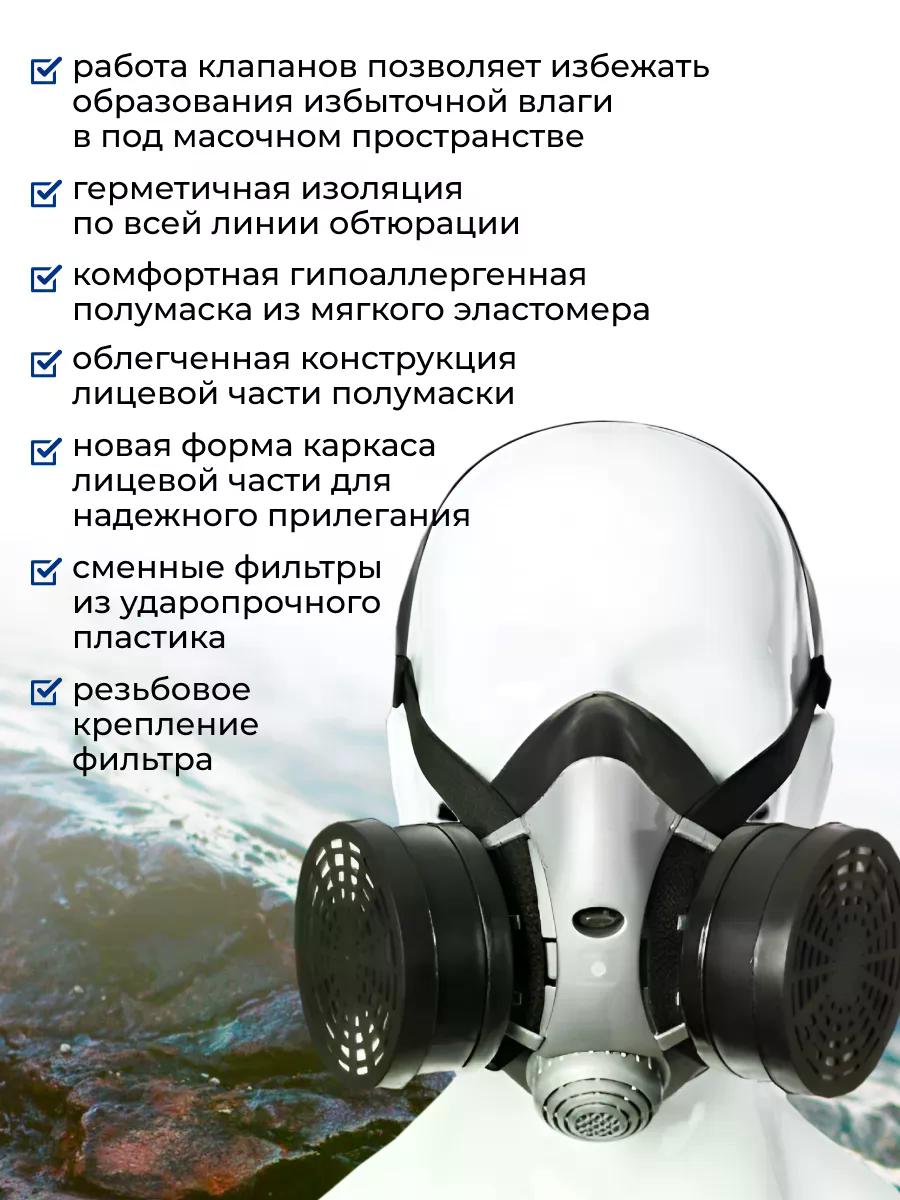 работа клапанов позволяет избежать
образования избыточной влаги
в под масочном пространстве
герметичная изоляция
по всей линии обтюрации
комфортная гипоаллергенная
полумаска из мягкого эластомера
облегченная конструкция
лицевой части полумаски
новая форма каркаса
лицевой части для
надежного прилегания
сменные фильтры
из ударопрочного
пластика
резьбовое
крепление
фильтра